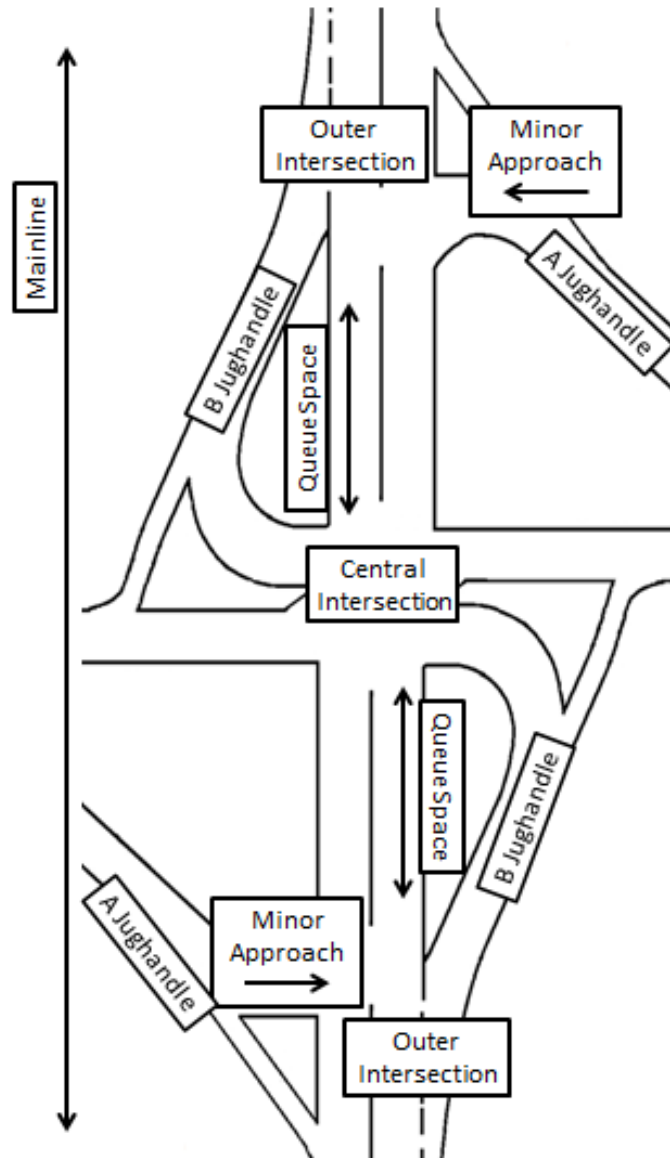 Outer
Intersection
Minor
Approach
Mainline
A Jughandle
B Jughandle
Queue Space
Central
Intersection
Queue Space
B Jughandle
A Jughandle
Minor
Approach
Outer
Intersection